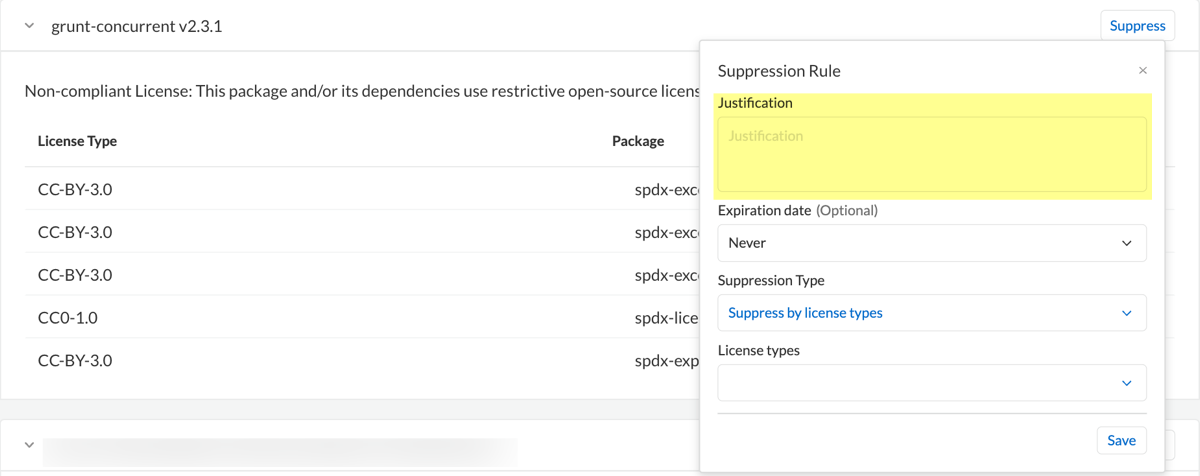 grunt-concurrent v2.3.1
Suppress
Non-compliant License: This package and/or its dependencies use restrictive open-source licens
License Type Package
CC-BY-3.0 spdx-exc
CC-BY-3.0 spdx-exc
CC-BY-3.0 spdx-exc
CC0-1.0 spdx-lice
CC-BY-3.0 spdx-exp
Suppression Rule
×
Justification
Justification
Expiration date (Optional)
Never
Suppression Type
Suppress by license types
License types
Save